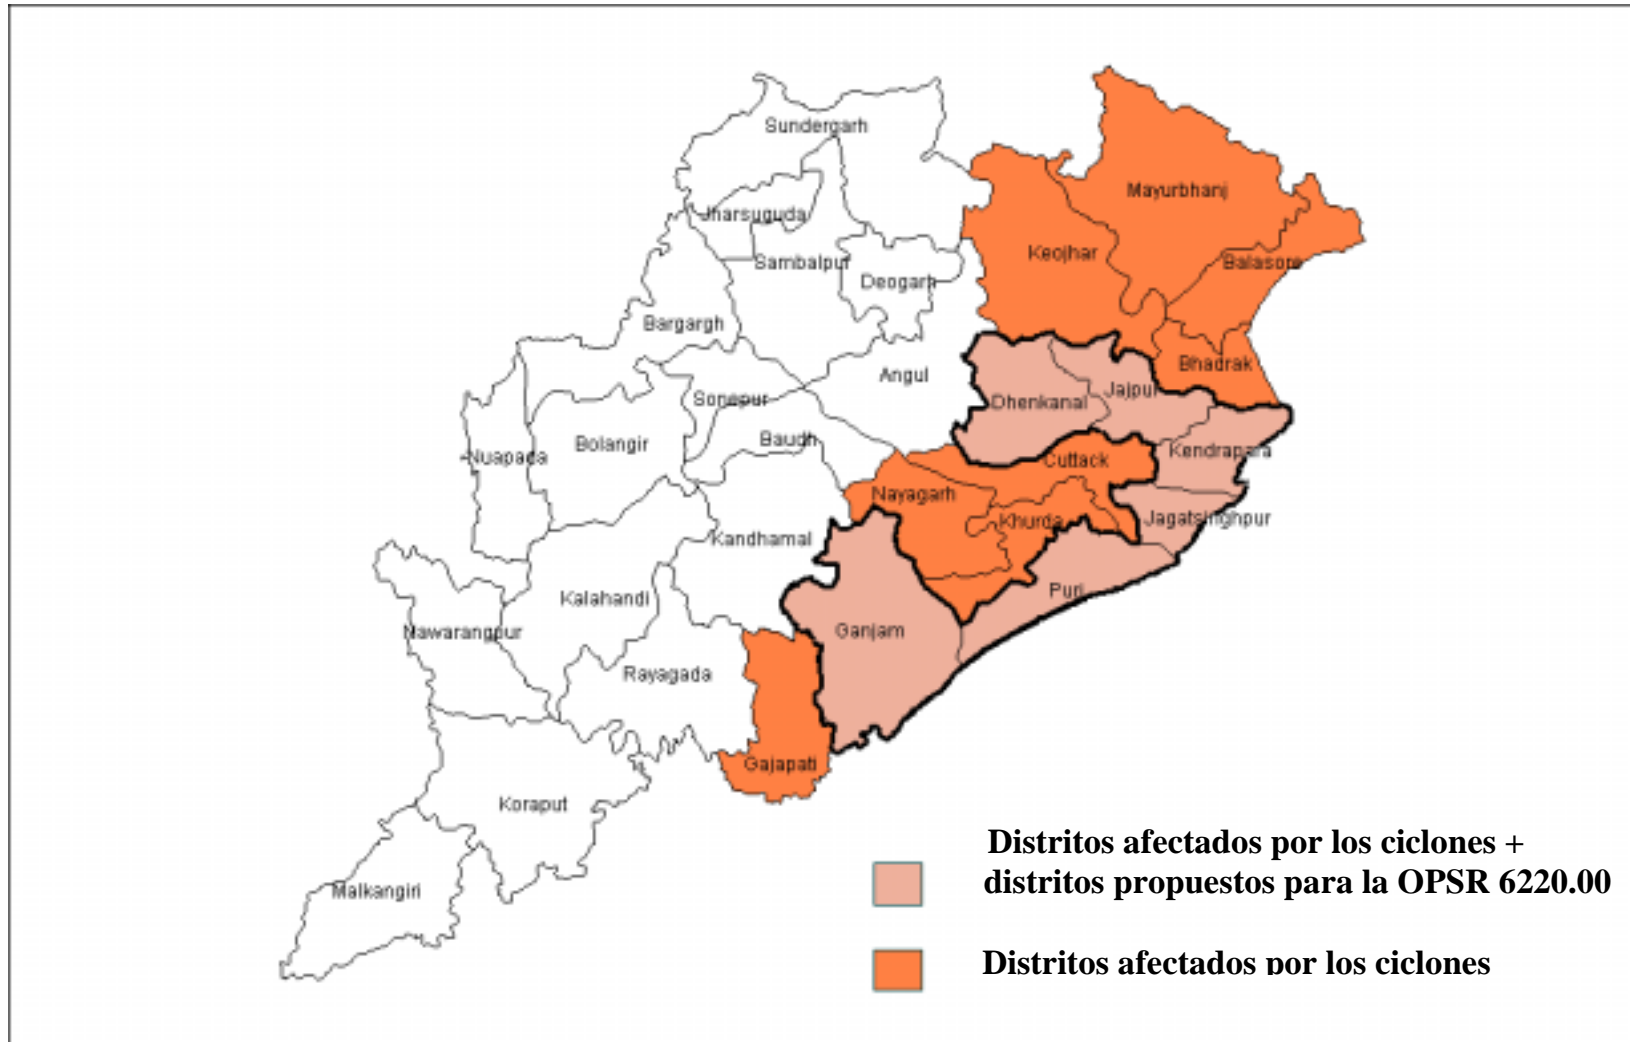 Sundergarh
Mayurbhanj
Jharsuguda
Keojhar
Balasore
Sambalpur
Deogarh
Bargargh
Bhadrak
Angul
Jajpur
Sonepur
Dhenkanal
Bolangir
Baudh
Kendrapara
Nuapada
Cuttack
Nayagarh
Khurda
Jagatsinghpur
Kandhamal
Puri
Kalahandi
Ganjam
Nawarangpur
Rayagada
Gajapati
Koraput
Malkangiri
Distritos afectados por los ciclones +
distritos propuestos para la OPSR 6220.00
Distritos afectados por los ciclones